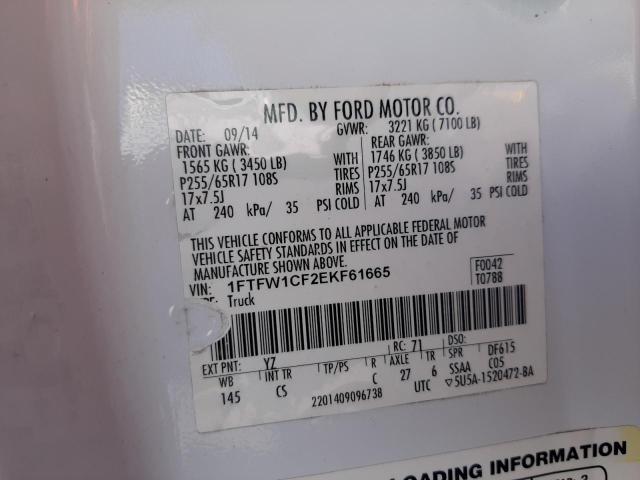 MFD. BY FORD MOTOR CO.
DATE: 09/14 GVWR: 3221 KG ( 7100 LB)
FRONT GAWR: REAR GAWR:
1565 KG ( 3450 LB) WITH 1746 KG ( 3850 LB) WITH
P255/65R17 108S TIRES P255/65R17 108S TIRES
17x7.5J RIMS 17x7.5J RIMS
AT 240 kPa/ 35 PSI COLD AT 240 kPa/ 35 PSI COLD
THIS VEHICLE CONFORMS TO ALL APPLICABLE FEDERAL MOTOR
VEHICLE SAFETY STANDARDS IN EFFECT ON THE DATE OF
MANUFACTURE SHOWN ABOVE.
VIN: 1FTFW1CF2EKF61665 F0042
Truck T0788
EXT PNT: YZ RC: 71 DSO:
WB INT TR TP/PS R AXLE TR SPR DF615
145 CS C 27 6 SSAA C05
2201409096738 UTC ▽5U5A-1520472-BA
LOADING INFORMATION